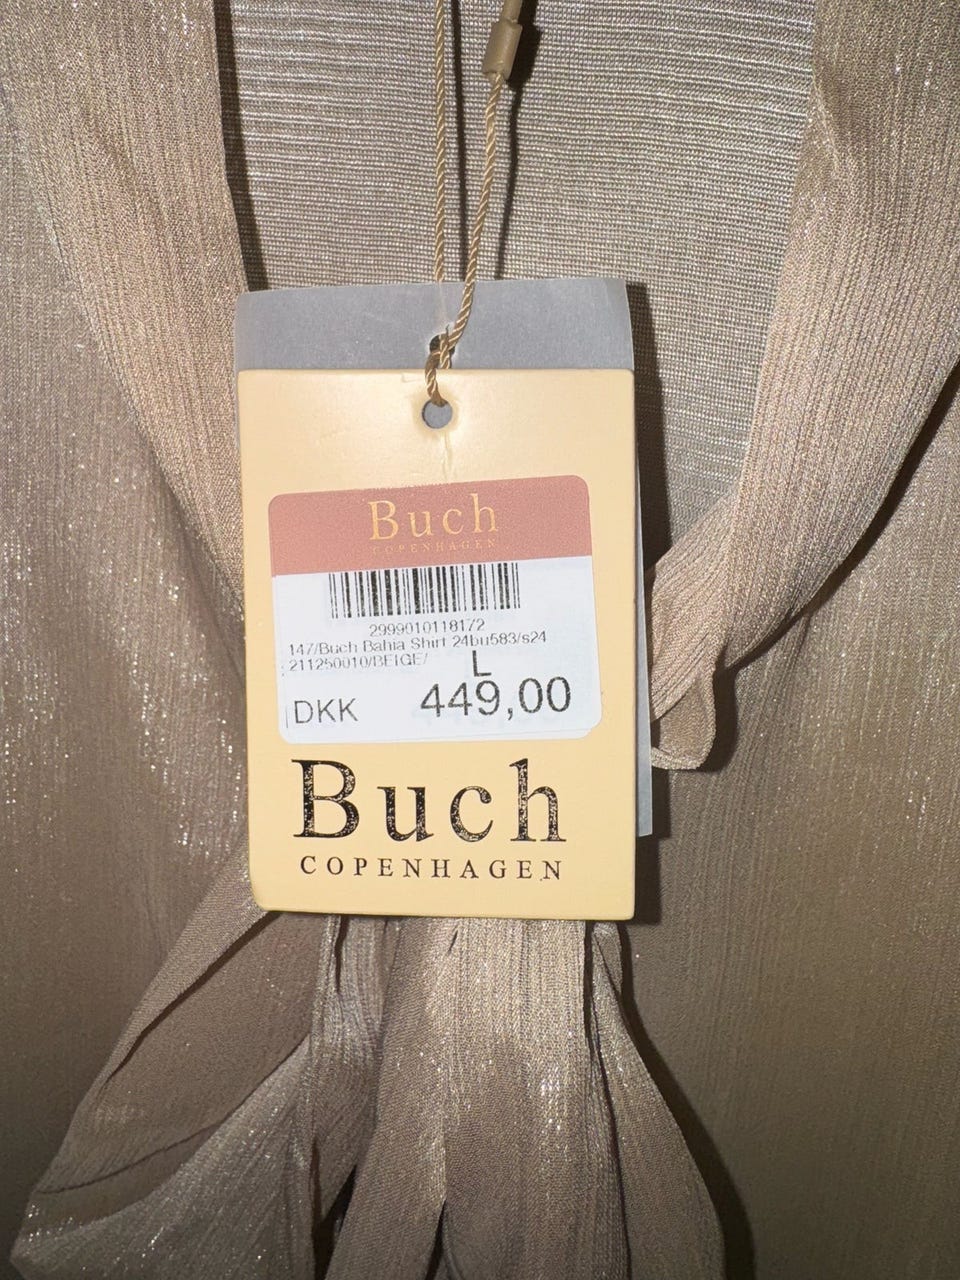 Buch
COPENHAGEN
2999010118172
147/Buch Bahia Shirt 24bu583/s24
211250010/BEIGE/
L
DKK 449,00
Buch
COPENHAGEN